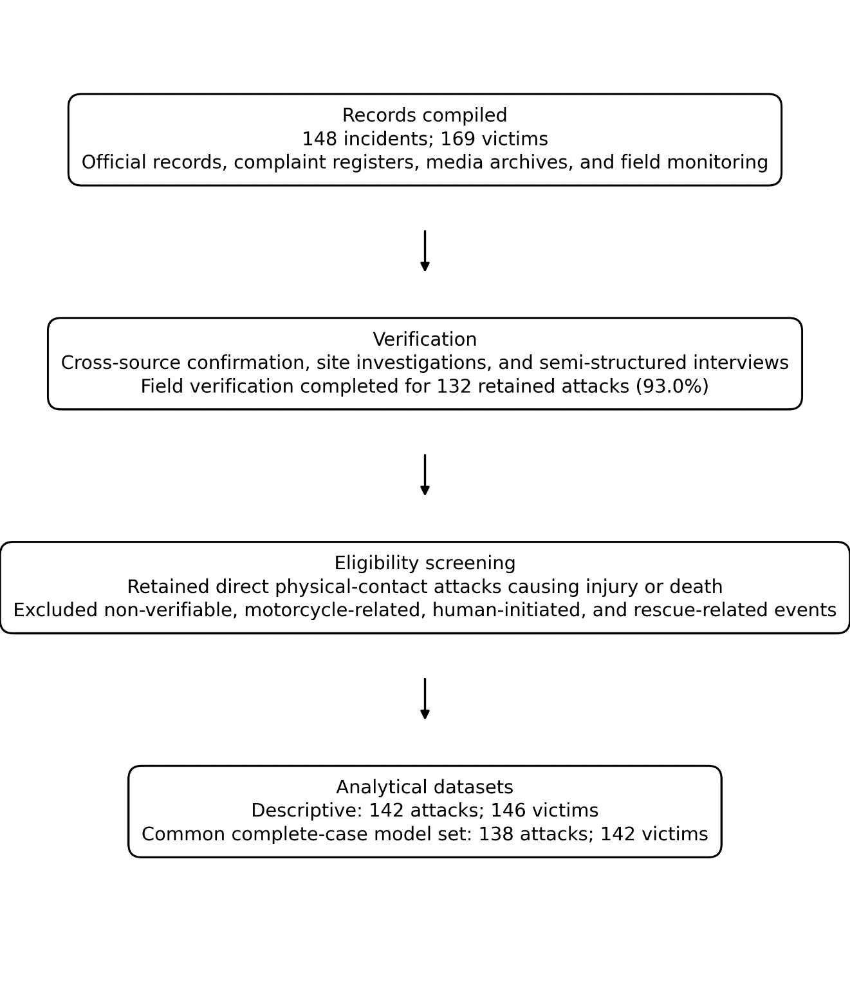 Records compiled
148 incidents; 169 victims
Official records, complaint registers, media archives, and field monitoring
Verification
Cross-source confirmation, site investigations, and semi-structured interviews
Field verification completed for 132 retained attacks (93.0%)
Eligibility screening
Retained direct physical-contact attacks causing injury or death
Excluded non-verifiable, motorcycle-related, human-initiated, and rescue-related events
Analytical datasets
Descriptive: 142 attacks; 146 victims
Common complete-case model set: 138 attacks; 142 victims